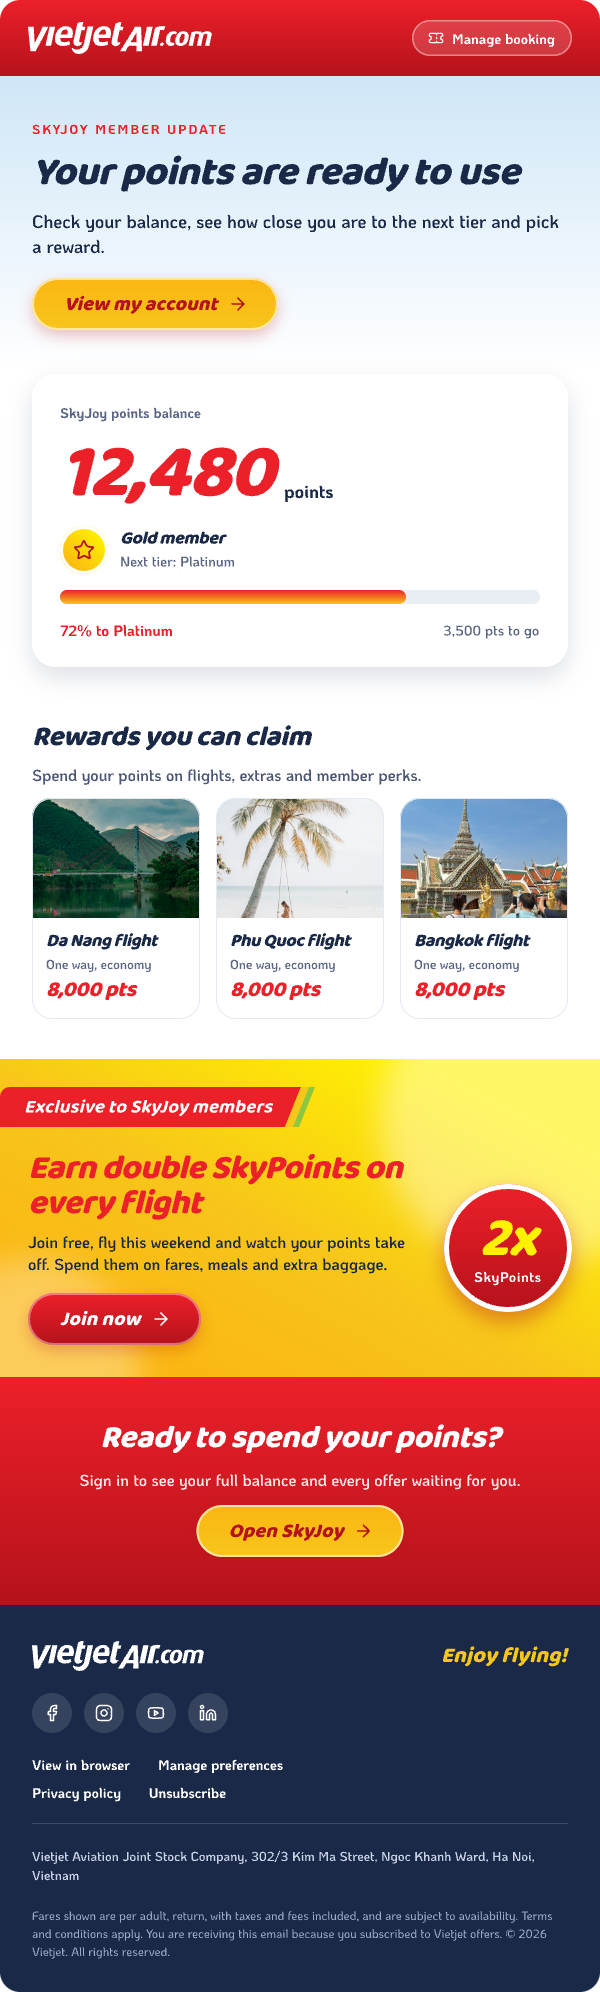 vietjetAir.com
Manage booking
SKYJOY MEMBER UPDATE
Your points are ready to use
Check your balance, see how close you are to the next tier and pick
a reward.
View my account
SkyJoy points balance
12,480 points
Gold member
Next tier: Platinum
72% to Platinum
3,500 pts to go
Rewards you can claim
Spend your points on flights, extras and member perks.
Da Nang flight
One way, economy
8,000 pts
Phu Quoc flight
One way, economy
8,000 pts
Bangkok flight
One way, economy
8,000 pts
Exclusive to SkyJoy members
Earn double SkyPoints on
every flight
Join free, fly this weekend and watch your points take
off. Spend them on fares, meals and extra baggage.
Join now
2x
SkyPoints
Ready to spend your points?
Sign in to see your full balance and every offer waiting for you.
Open SkyJoy
vietjetAir.com
Enjoy flying!
View in browser
Manage preferences
Privacy policy
Unsubscribe
Vietjet Aviation Joint Stock Company, 302/3 Kim Ma Street, Ngoc Khanh Ward, Ha Noi,
Vietnam
Fares shown are per adult, return, with taxes and fees included, and are subject to availability. Terms
and conditions apply. You are receiving this email because you subscribed to Vietjet offers. © 2026
Vietjet. All rights reserved.